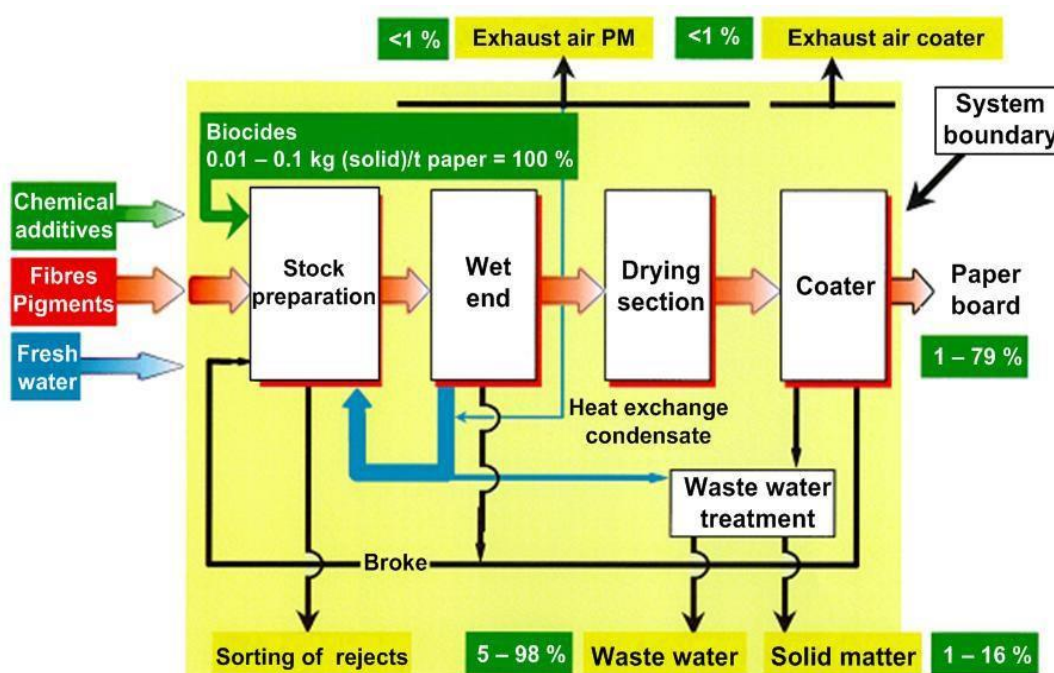 <1 %
Exhaust air PM
<1 %
Exhaust air coater
System
boundary
Biocides
0.01 – 0.1 kg (solid)/t paper = 100 %
Chemical
additives
Fibres
Pigments
Fresh
water
Stock
preparation
Wet
end
Drying
section
Coater
Paper
board
1 – 79 %
Heat exchange
condensate
Waste water
treatment
Broke
Sorting of rejects
5 – 98 %
Waste water
Solid matter
1 – 16 %